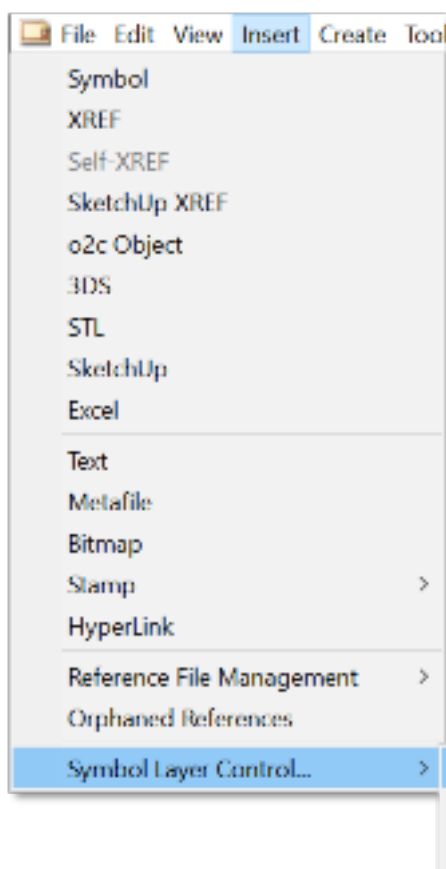 File Edit View Insert Create Tool
Symbol
XREF
Self-XREF
SketchUp XREF
o2c Object
3DS
STL
SketchUp
Excel
Text
Metafile
Bitmap
Stamp
HyperLink
Reference File Management
Orphaned References
Symbol Layer Control...